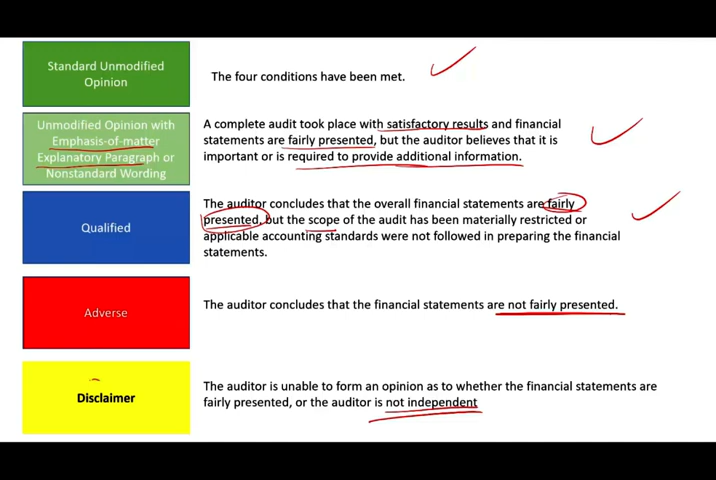 Standard Unmodified
Opinion
The four conditions have been met.
Unmodified Opinion with
Emphasis-of-matter
Explanatory Paragraph or
Nonstandard Wording
A complete audit took place with satisfactory results and financial
statements are fairly presented, but the auditor believes that it is
important or is required to provide additional information.
Qualified
The auditor concludes that the overall financial statements are fairly
presented, but the scope of the audit has been materially restricted or
applicable accounting standards were not followed in preparing the financial
statements.
Adverse
The auditor concludes that the financial statements are not fairly presented.
Disclaimer
The auditor is unable to form an opinion as to whether the financial statements are
fairly presented, or the auditor is not independent